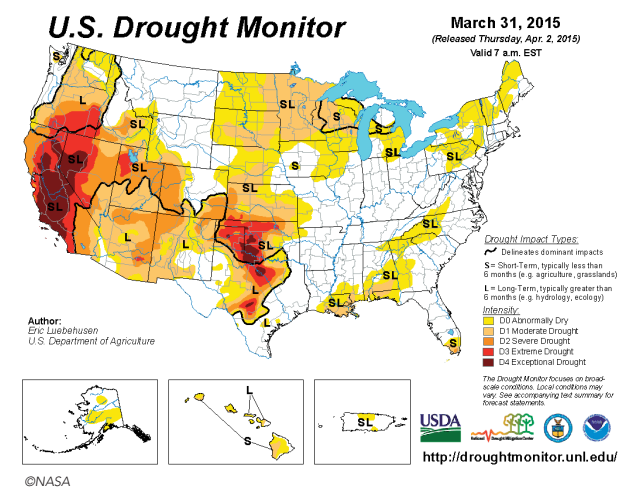 U.S. Drought Monitor
March 31, 2015
(Released Thursday, Apr. 2, 2015)
Valid 7 a.m. EST
S
SL
SL
SL
SL
S
S
SL
SL
SL
S
SL
SL
L
L
SL
SL
L
SL
SL
L
S
Drought Impact Types:
Delineates dominant impacts
S = Short-Term, typically less than
6 months (e.g. agriculture, grasslands)
L = Long-Term, typically greater than
6 months (e.g. hydrology, ecology)
Intensity:
D0 Abnormally Dry
D1 Moderate Drought
D2 Severe Drought
D3 Extreme Drought
D4 Exceptional Drought
Author:
Eric Luebehusen
U.S. Department of Agriculture
The Drought Monitor focuses on broad-
scale conditions. Local conditions may
vary. See accompanying text summary for
forecast statements.
L
S
SL
USDA
National Drought Mitigation Center
http://droughtmonitor.unl.edu/
©NASA